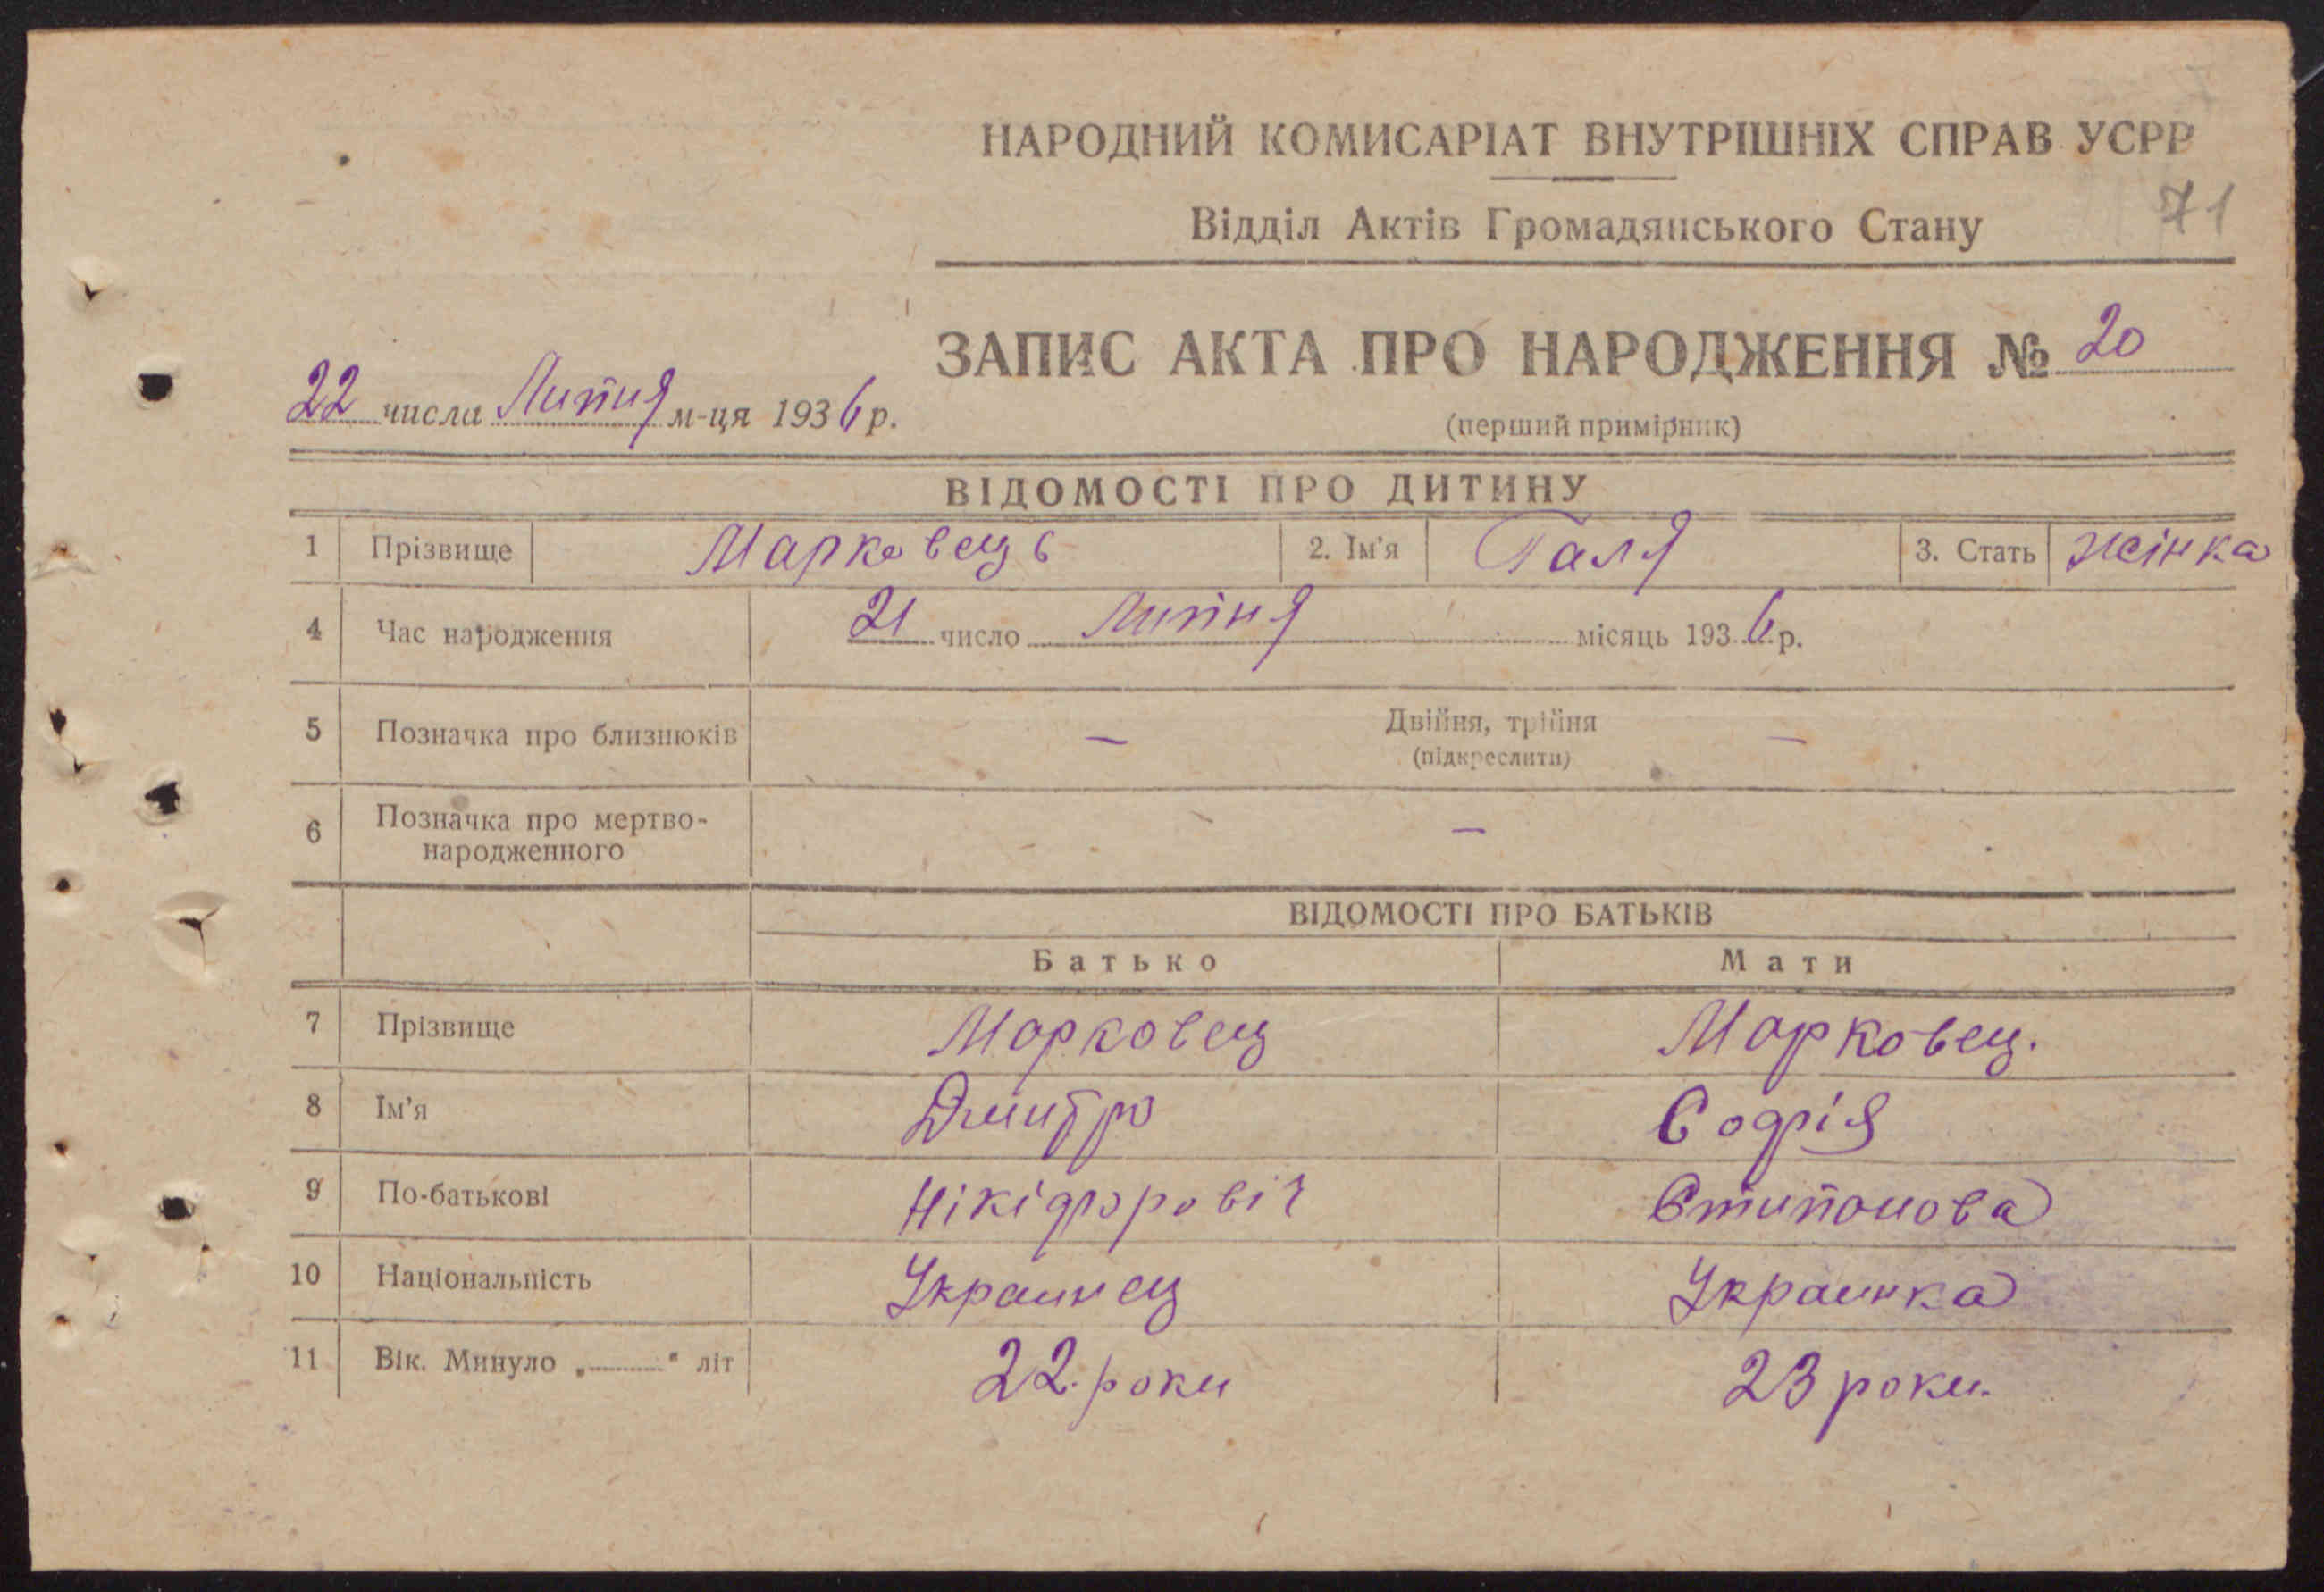 НАРОДНИЙ КОМИСАРІАТ ВНУТРІШНІХ СПРАВ УСРР
71
Відділ Актів Громадянського Стану
ЗАПИС АКТА ПРО НАРОДЖЕННЯ № 20
22 числа Липня м-ця 1936 р.
(перший примірник)
ВІДОМОСТІ ПРО ДИТИНУ
1 Прізвище Марковець 2. Ім'я Галя 3. Стать жінка
4 Час народження 21 число Липня місяць 1936 р.
5 Позначка про близнюків — Двійня, трійня —
(підкреслити)
6 Позначка про мертво-
народженного —
ВІДОМОСТІ ПРО БАТЬКІВ
Батько Мати
7 Прізвище Марковец Марковец.
8 Ім'я Дмитро Софія
9 По-батькові Нікіфоровіч Стипонова
10 Національність Украинец Украинка
11 Вік. Минуло „ " літ 22 роки 23 роки.